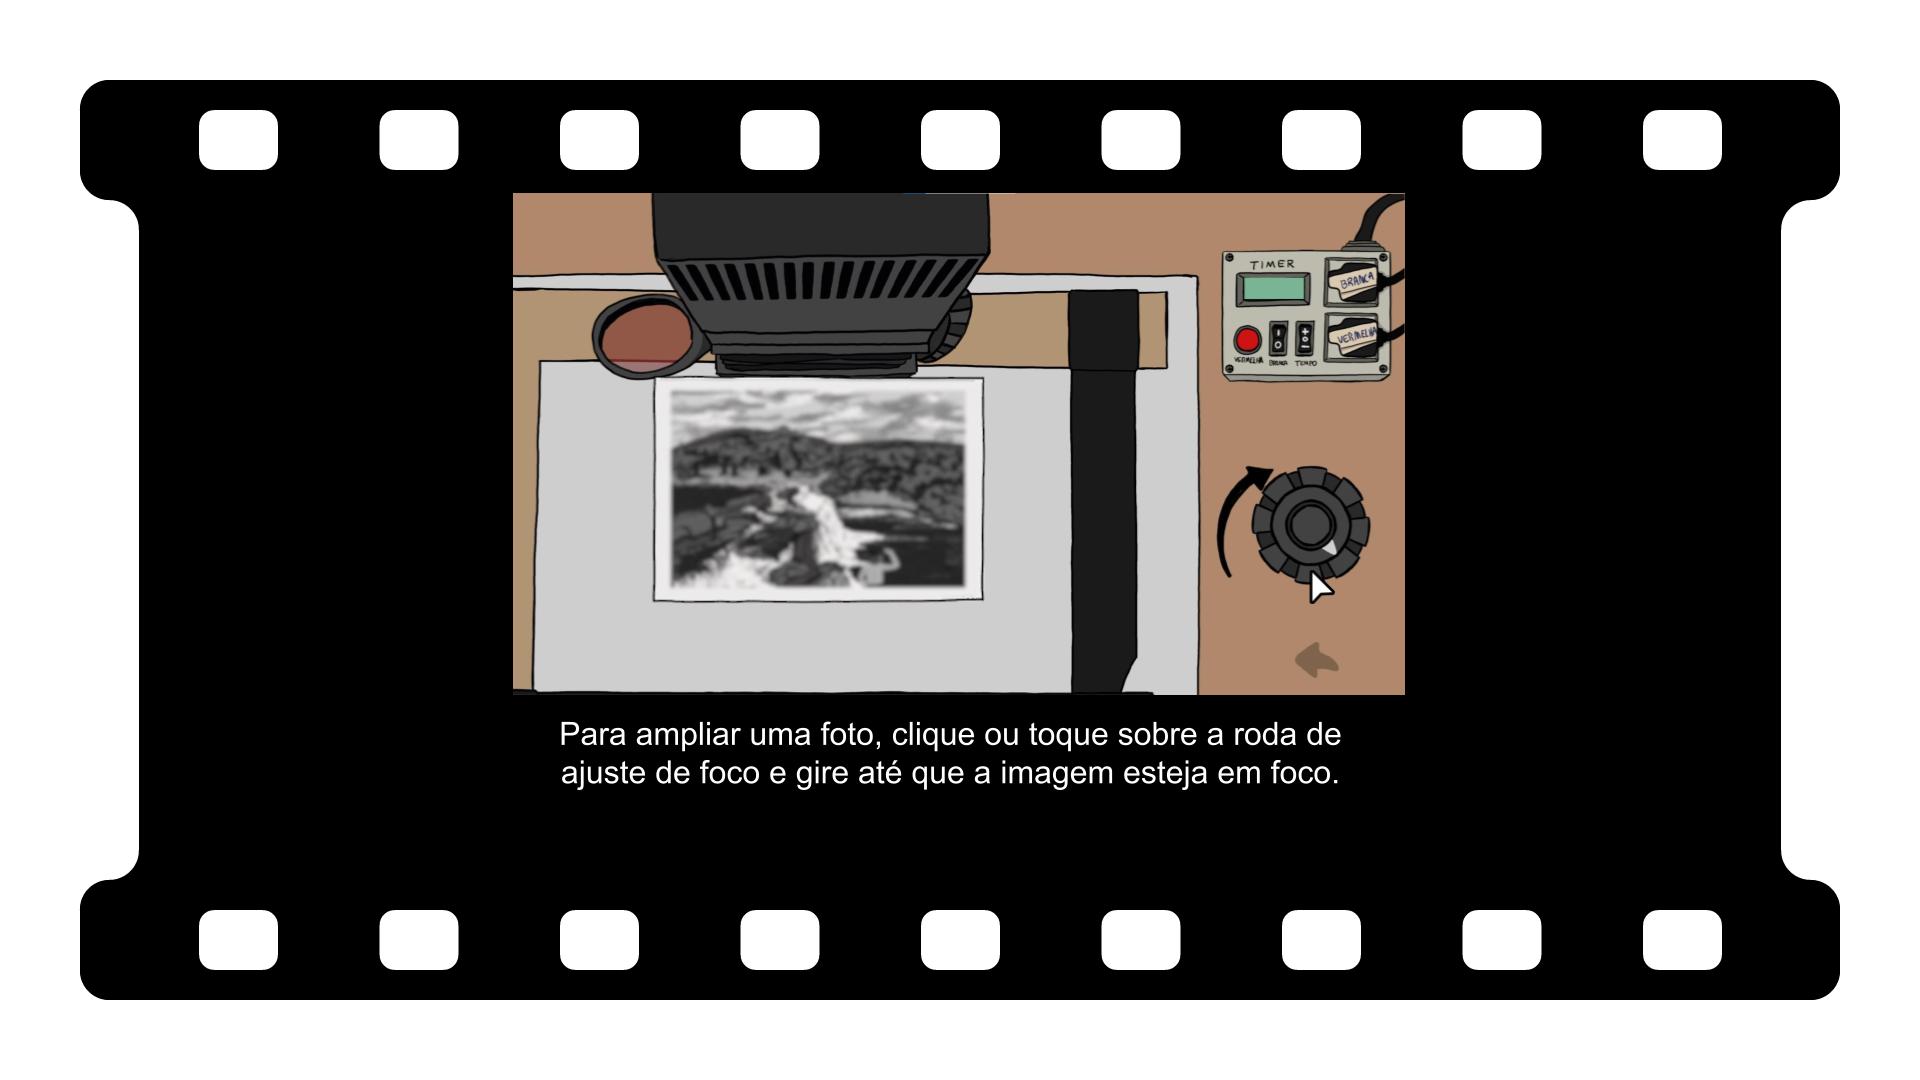 TIMER
BRANCA
VERMELHA
VERMELHA BRANCA TEMPO
Para ampliar uma foto, clique ou toque sobre a roda de
ajuste de foco e gire até que a imagem esteja em foco.